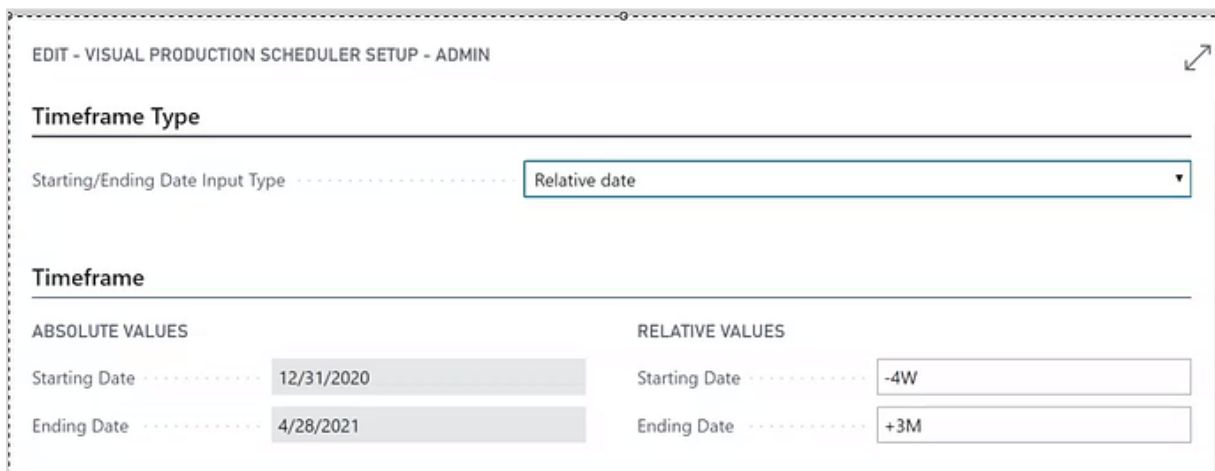 EDIT - VISUAL PRODUCTION SCHEDULER SETUP - ADMIN
Timeframe Type
Starting/Ending Date Input Type
Relative date
Timeframe
ABSOLUTE VALUES
RELATIVE VALUES
Starting Date
12/31/2020
Starting Date
-4W
Ending Date
4/28/2021
Ending Date
+3M